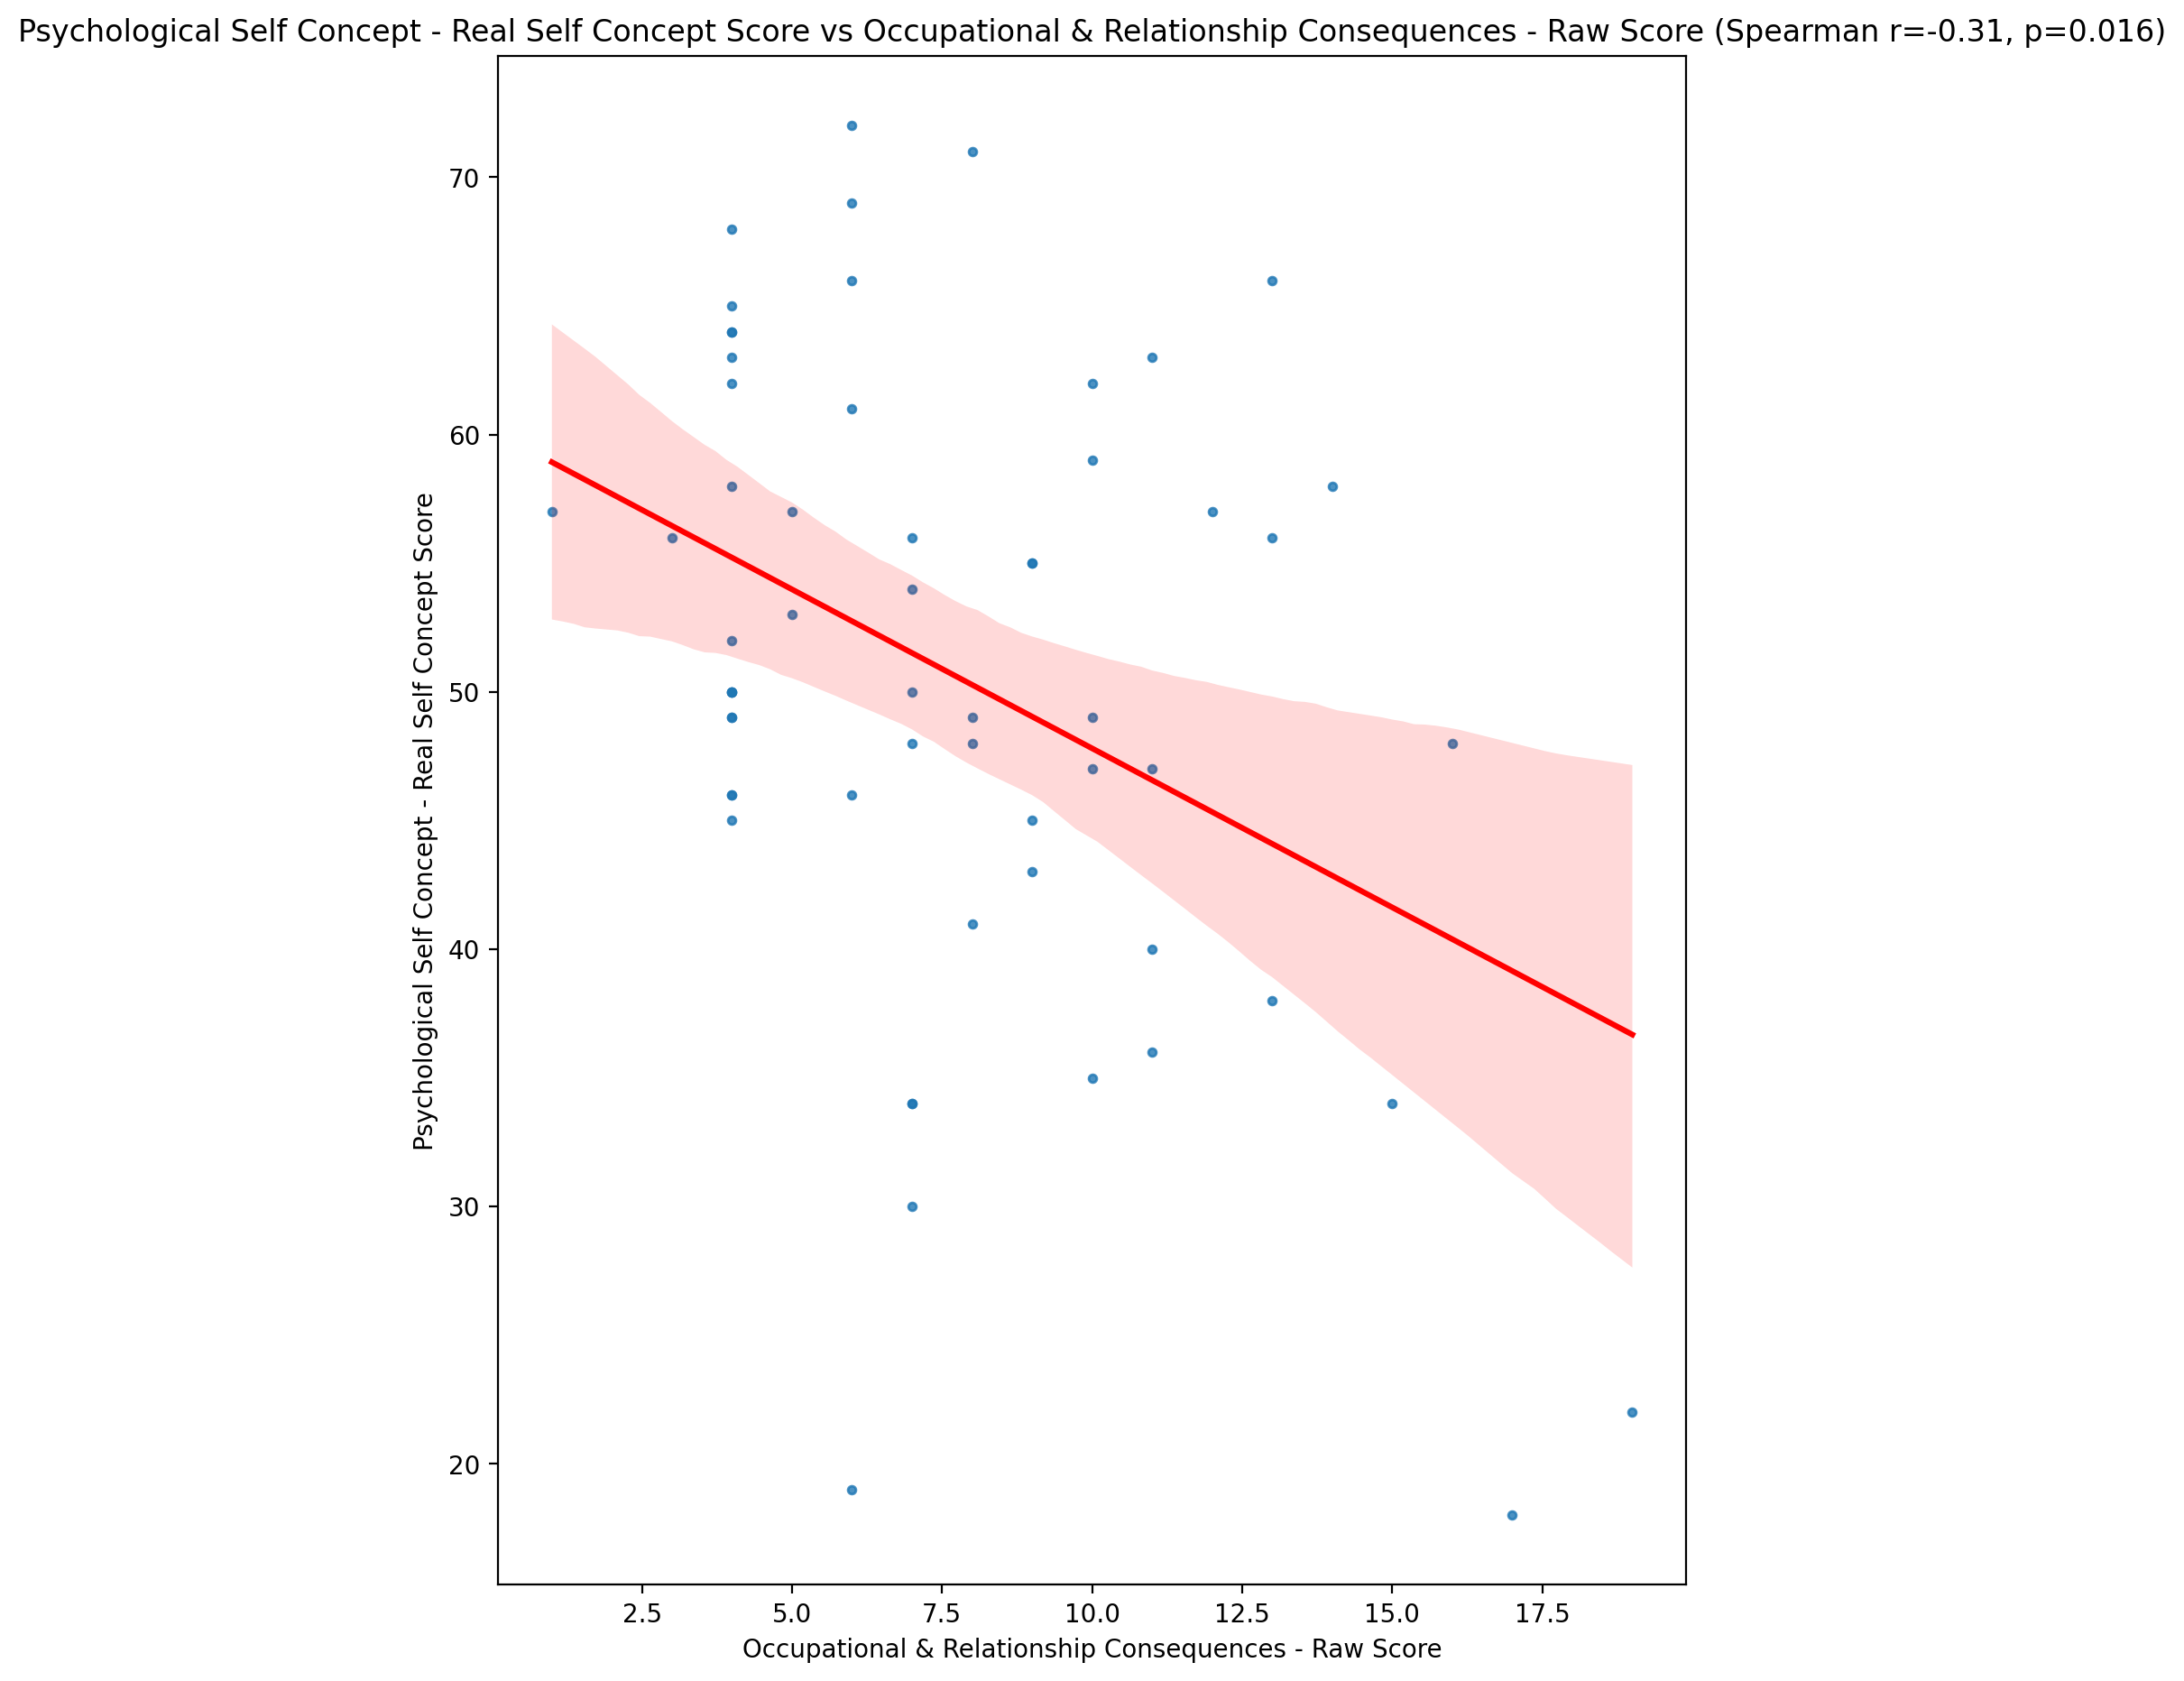 Psychological Self Concept - Real Self Concept Score vs Occupational & Relationship Consequences - Raw Score (Spearman r=-0.31, p=0.016)
Psychological Self Concept - Real Self Concept Score
70
60
50
40
30
20
2.5 5.0 7.5 10.0 12.5 15.0 17.5
Occupational & Relationship Consequences - Raw Score